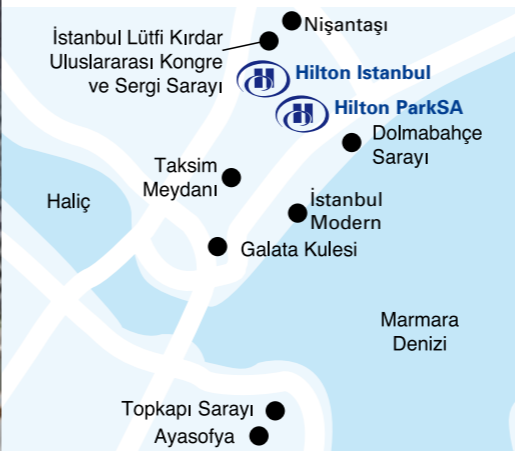 Nişantaşı
İstanbul Lütfi Kırdar
Uluslararası Kongre
ve Sergi Sarayı
Hilton Istanbul
Hilton ParkSA
Dolmabahçe
Sarayı
Taksim
Meydanı
Haliç
İstanbul
Modern
Galata Kulesi
Marmara
Denizi
Topkapı Sarayı
Ayasofya